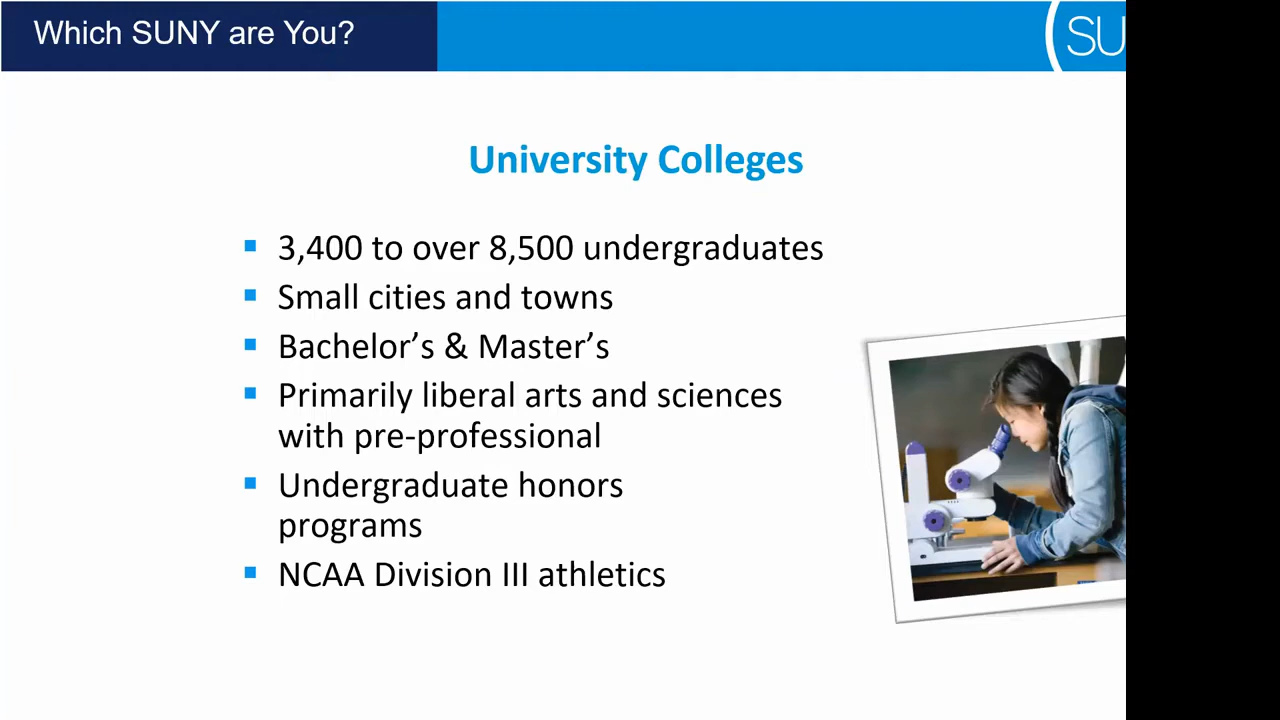 Which SUNY are You?
SU
University Colleges
3,400 to over 8,500 undergraduates
Small cities and towns
Bachelor’s & Master’s
Primarily liberal arts and sciences
with pre-professional
Undergraduate honors
programs
NCAA Division III athletics